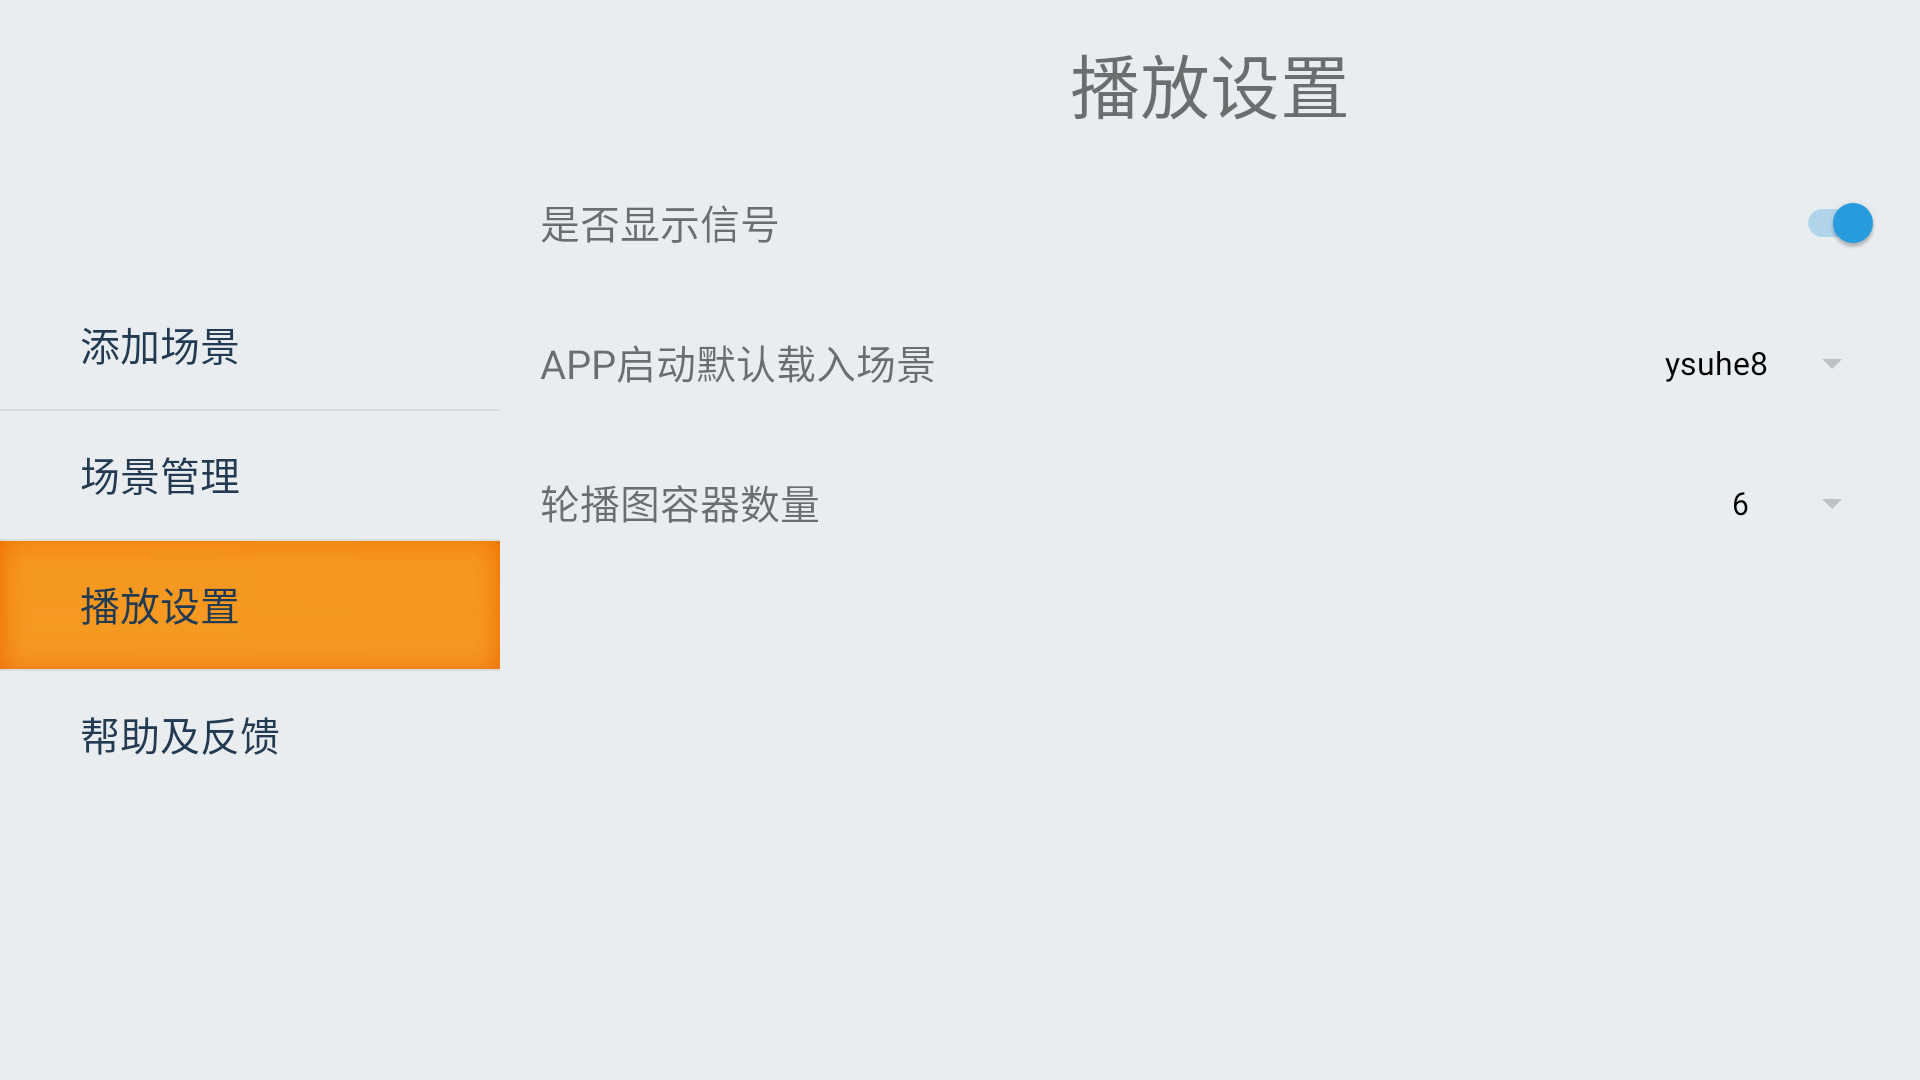 播放设置
是否显示信号
添加场景
APP启动默认载入场景
ysuhe8
场景管理
轮播图容器数量
6
播放设置
帮助及反馈